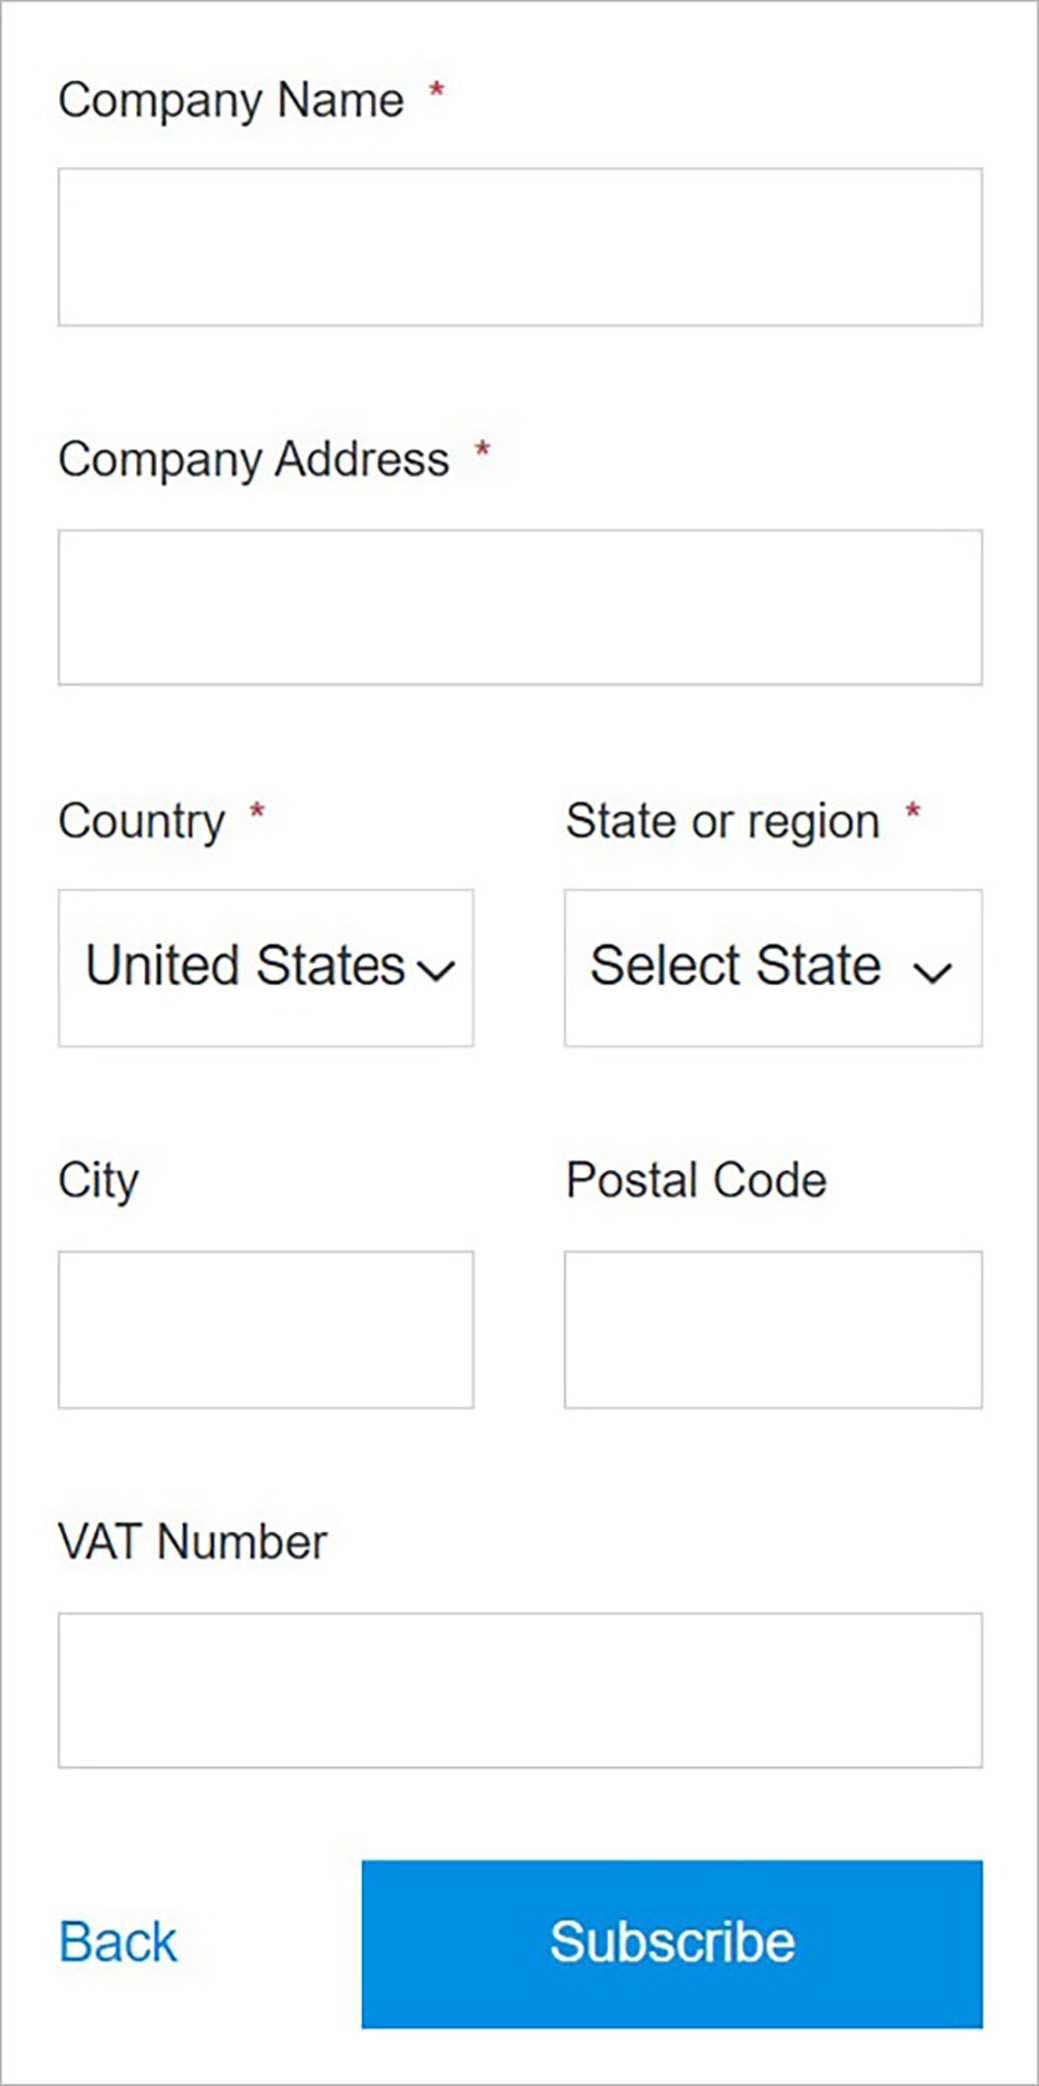 Company Name *
Company Address *
Country * State or region *
United States Select State
City Postal Code
VAT Number
Back Subscribe